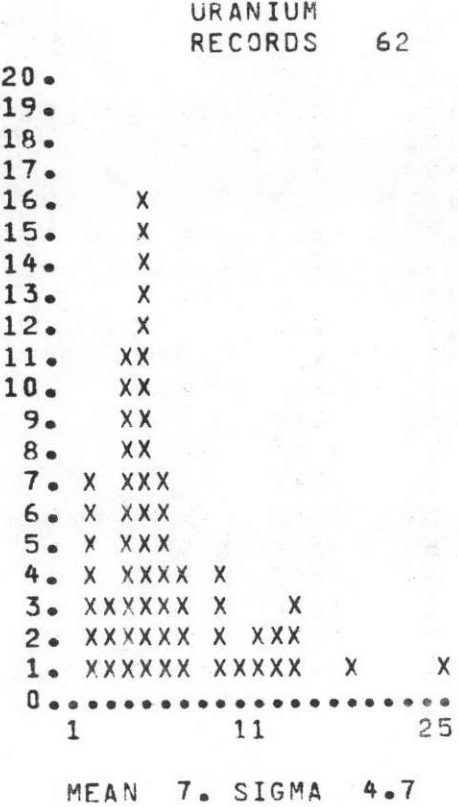 URANIUM
RECORDS 62
20.
19.
18.
17.
16. X
15. X
14. X
13. X
12. X
11. XX
10. XX
9. XX
8. XX
7. X XXX
6. X XXX
5. X XXX
4. X XXXX X
3. XXXXXX X X
2. XXXXXX X XXX
1. XXXXXX XXXXX X X
0.....................
1 11 25
MEAN 7. SIGMA 4.7